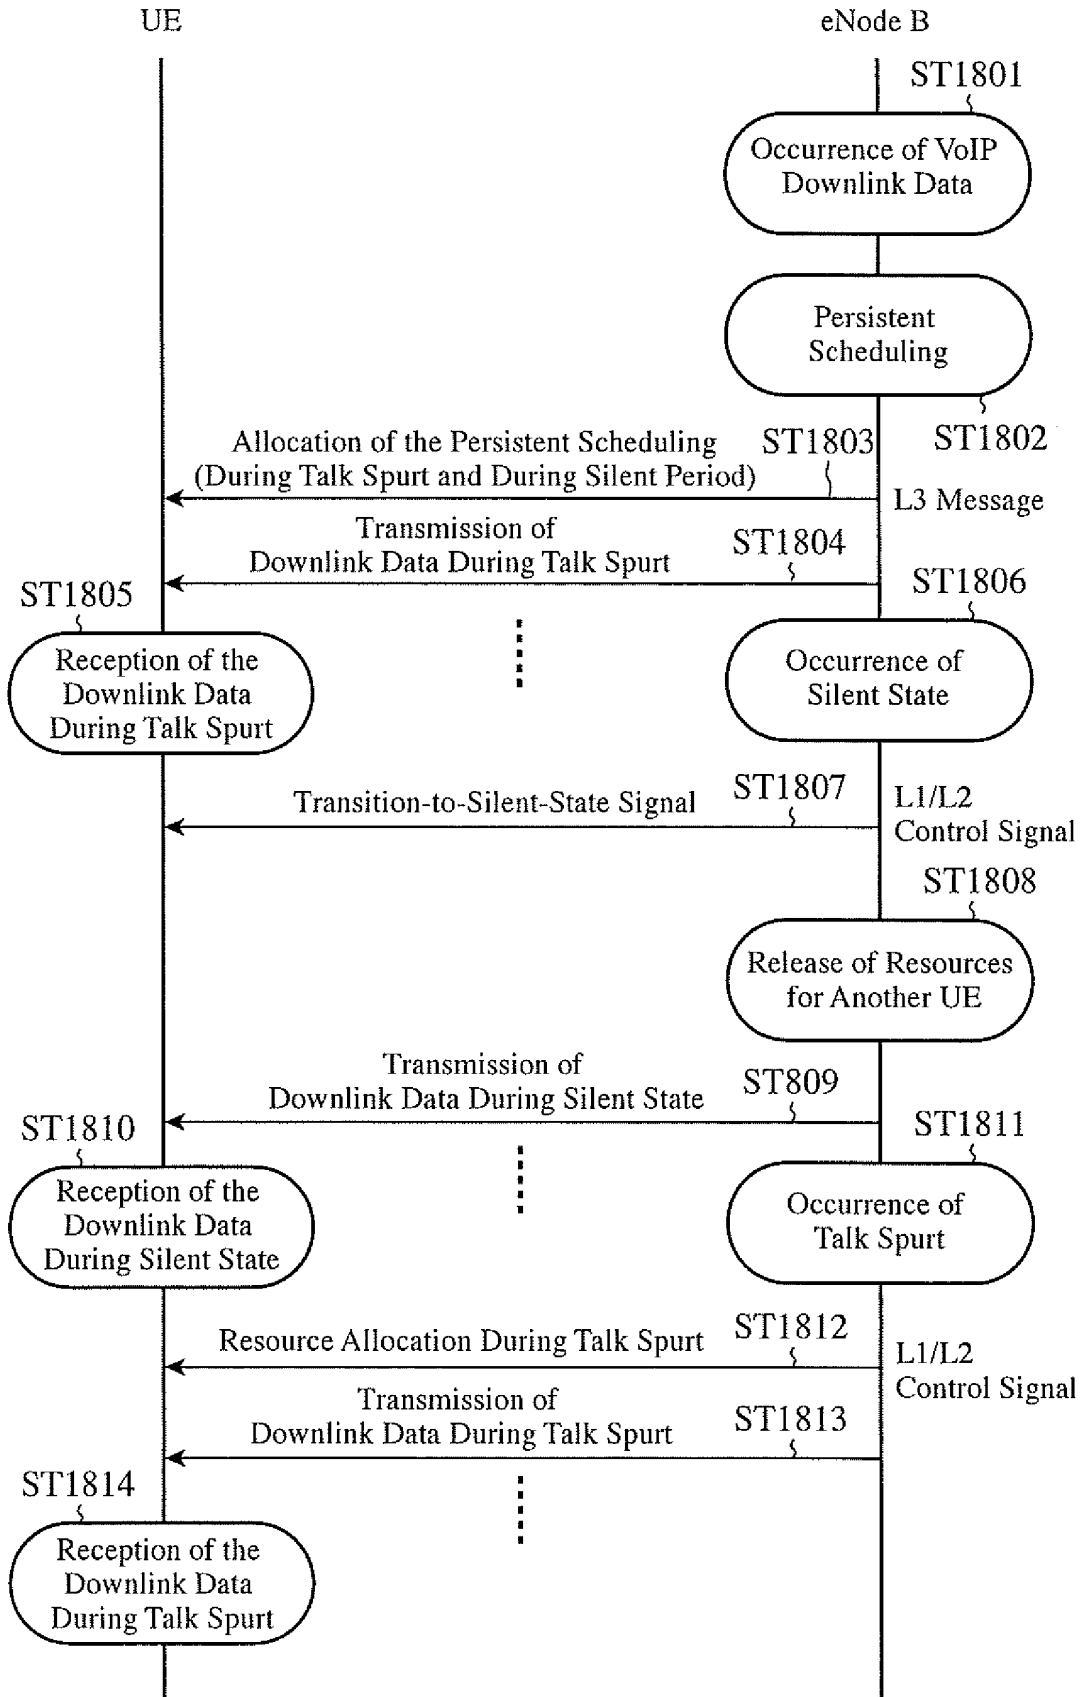 UE
eNode B
ST1801
Occurrence of VoIP
Downlink Data
Persistent
Scheduling
ST1802
Allocation of the Persistent Scheduling
(During Talk Spurt and During Silent Period)
ST1803
L3 Message
Transmission of
Downlink Data During Talk Spurt
ST1804
ST1805
Reception of the
Downlink Data
During Talk Spurt
ST1806
Occurrence of
Silent State
Transition-to-Silent-State Signal
ST1807
L1/L2
Control Signal
ST1808
Release of Resources
for Another UE
Transmission of
Downlink Data During Silent State
ST809
ST1810
Reception of the
Downlink Data
During Silent State
ST1811
Occurrence of
Talk Spurt
Resource Allocation During Talk Spurt
ST1812
L1/L2
Control Signal
Transmission of
Downlink Data During Talk Spurt
ST1813
ST1814
Reception of the
Downlink Data
During Talk Spurt